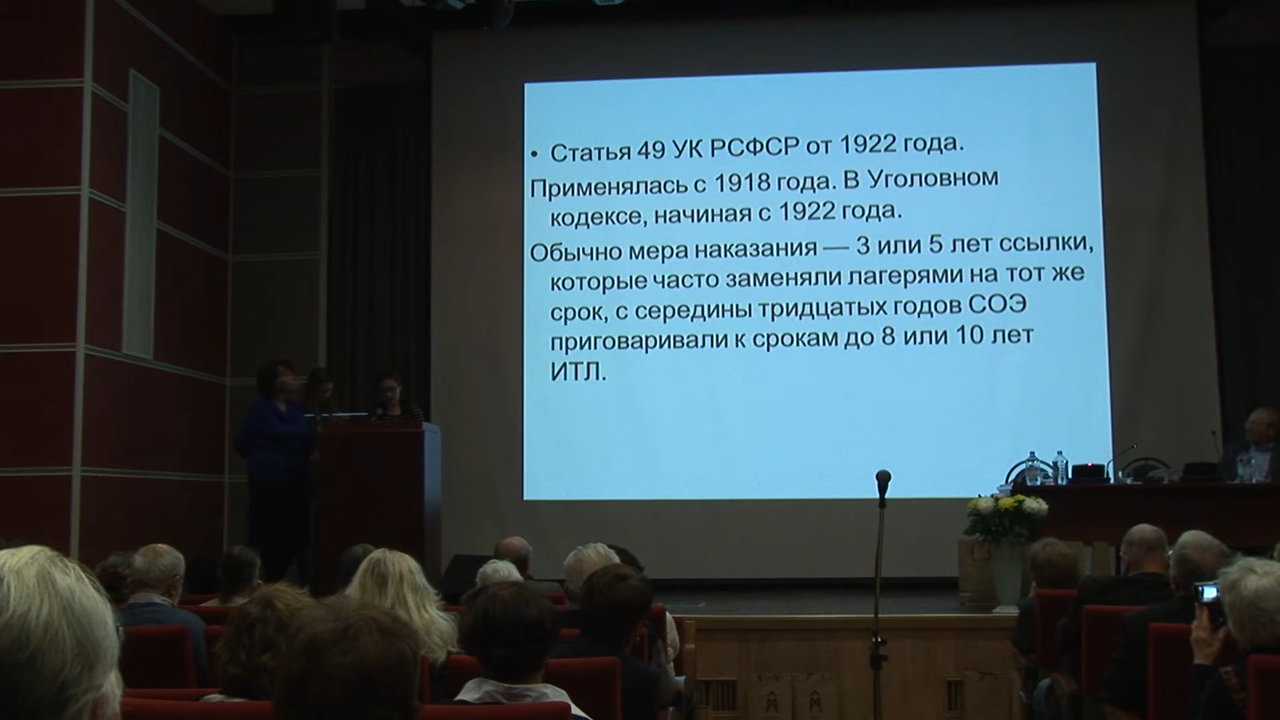 • Статья 49 УК РСФСР от 1922 года.
Применялась с 1918 года. В Уголовном
кодексе, начиная с 1922 года.
Обычно мера наказания — 3 или 5 лет ссылки,
которые часто заменяли лагерями на тот же
срок, с середины тридцатых годов СОЭ
приговаривали к срокам до 8 или 10 лет
ИТЛ.